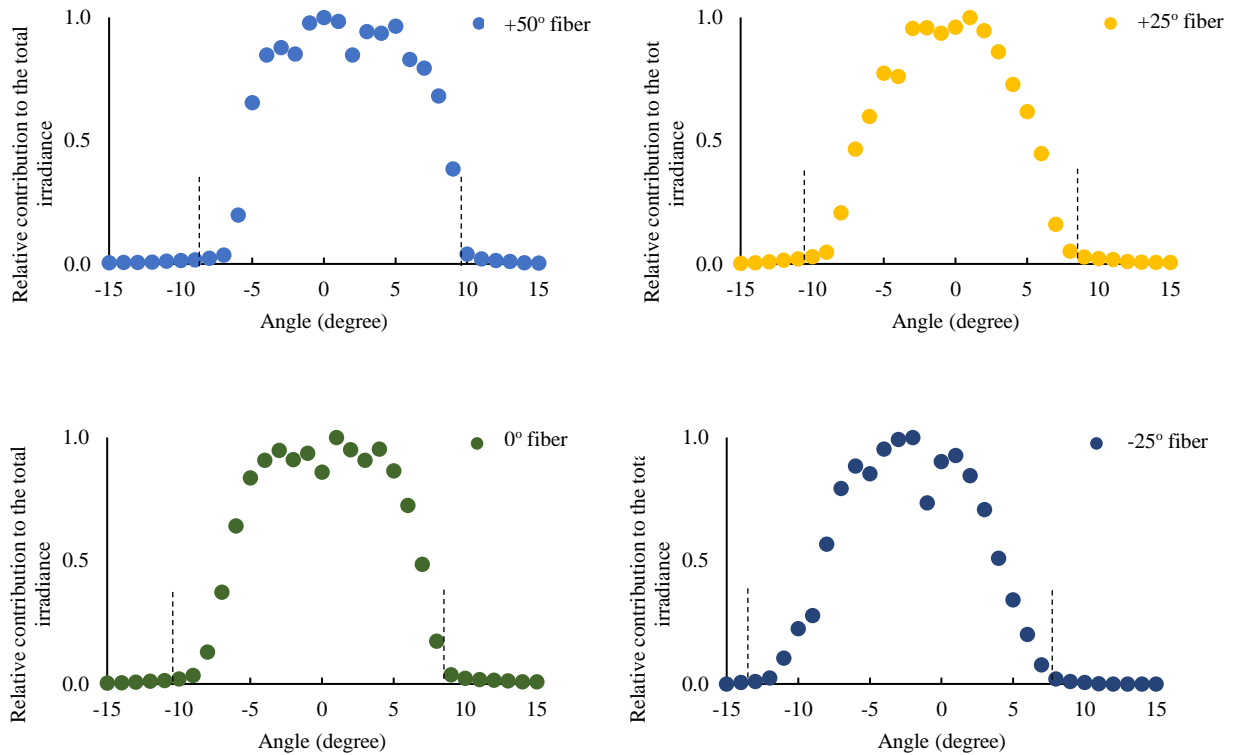 +50º fiber
1.0
0.5
0.0
-15 -10 -5 0 5 10 15
Angle (degree)
Relative contribution to the total
irradiance
+25º fiber
1.0
0.5
0.0
-15 -10 -5 0 5 10 15
Angle (degree)
Relative contribution to the tot
irradiance
0º fiber
1.0
0.5
0.0
-15 -10 -5 0 5 10 15
Angle (degree)
Relative contribution to the total
irradiance
-25º fiber
1.0
0.5
0.0
-15 -10 -5 0 5 10 15
Angle (degree)
Relative contribution to the tota
irradiance